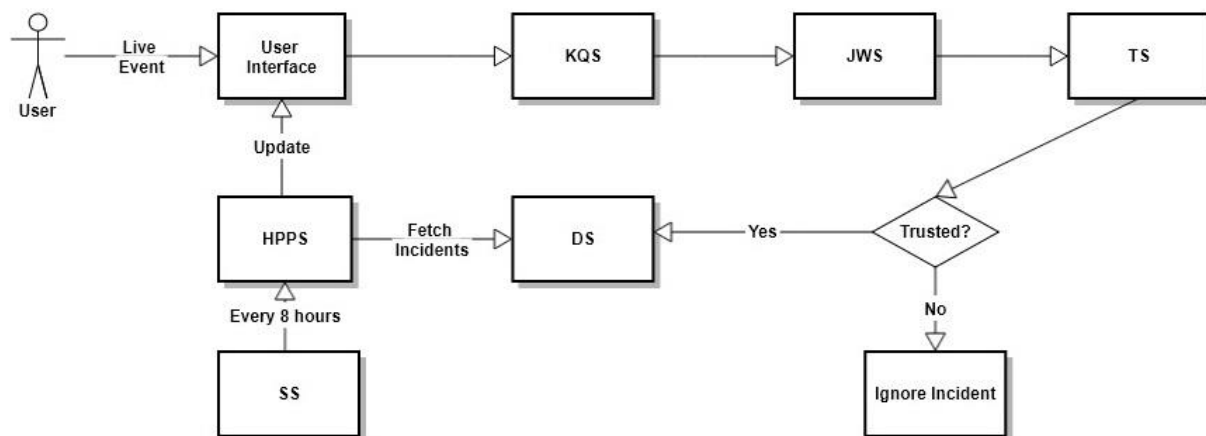 Live
Event
User
Interface
KQS
JWS
TS
User
Update
HPPS
Fetch
Incidents
DS
Yes
Trusted?
Every 8 hours
No
SS
Ignore Incident